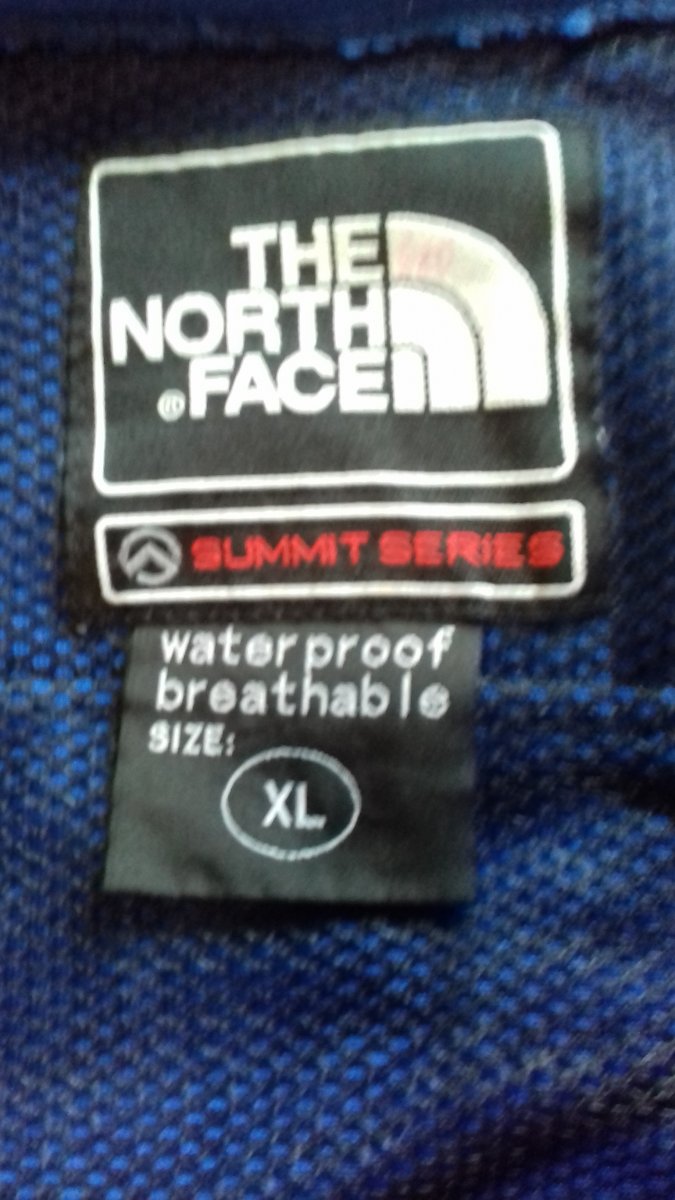 THE
NORTH
®FACE
SUMMIT SERIES
waterproof
breathable
SIZE:
XL